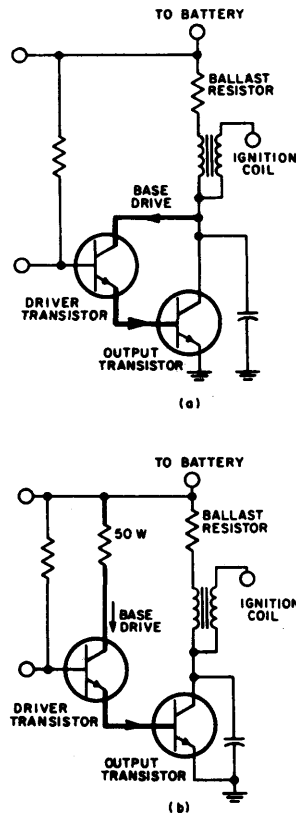 TO BATTERY
BALLAST
RESISTOR
IGNITION
COIL
BASE
DRIVE
DRIVER
TRANSISTOR
OUTPUT
TRANSISTOR
(a)
TO BATTERY
BALLAST
RESISTOR
50 W
IGNITION
COIL
BASE
DRIVE
DRIVER
TRANSISTOR
OUTPUT
TRANSISTOR
(b)